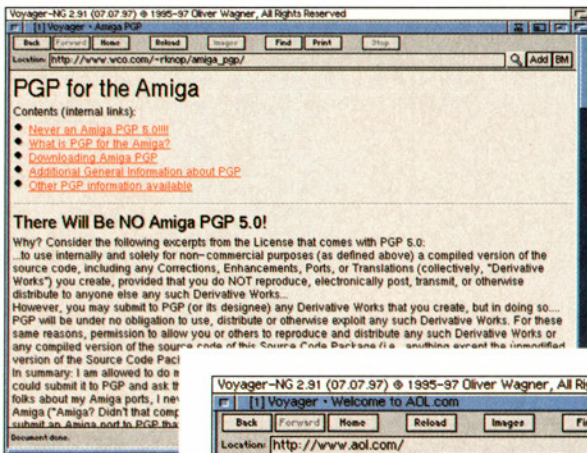 Voyager-NG 2.91 (07.07.97) © 1995-97 Oliver Wagner, All Rights Reserved
[1] Voyager · Amiga PGP
Back Forward Home Reload Images Find Print Stop
Location: http://www.wco.com/~rknop/amiga_pgp/ Add BM
PGP for the Amiga
Contents (internal links):
Never an Amiga PGP 5.0!!!!
What is PGP for the Amiga?
Downloading Amiga PGP
Additional General Information about PGP
Other PGP information available
There Will Be NO Amiga PGP 5.0!
Why? Consider the following excerpts from the License that comes with PGP 5.0:
...to use internally and solely for non-commercial purposes (as defined above) a compiled version of the
source code, including any Corrections, Enhancements, Ports, or Translations (collectively, "Derivative
Works") you create, provided that you do NOT reproduce, electronically post, transmit, or otherwise
distribute to anyone else any such Derivative Works...
However, you may submit to PGP (or its designee) any Derivative Works that you create, but in doing so....
PGP will be under no obligation to use, distribute or otherwise exploit any such Derivative Works. For these
same reasons, permission to allow you or others to reproduce and distribute any such Derivative Works or
any compiled version of the source code of this Source Code Package (i.e., anything except the unmodified
version of the Source Code Pac
In summary: I am allowed to do m
could submit it to PGP and ask th
folks about my Amiga ports, I nev
Amiga ("Amiga? Didn't that comp
submit an Amiga port to PGP tha
Document done.
Voyager-NG 2.91 (07.07.97) © 1995-97 Oliver Wagner, All Ri
[1] Voyager · Welcome to AOL.com
Back Forward Home Reload Images Fi
Location: http://www.aol.com/